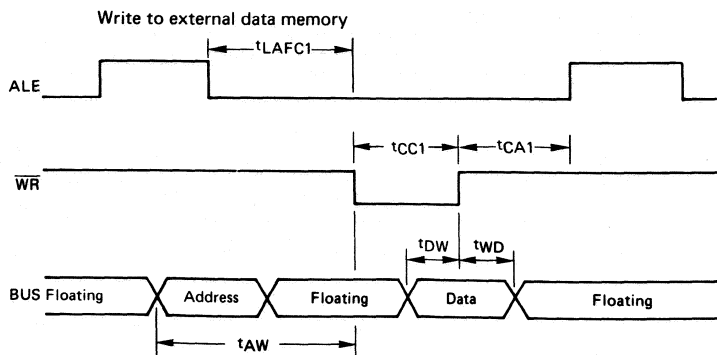 Write to external data memory
tLAFC1
ALE
tCC1 tCA1
WR
tDW tWD
BUS Floating Address Floating Data Floating
tAW